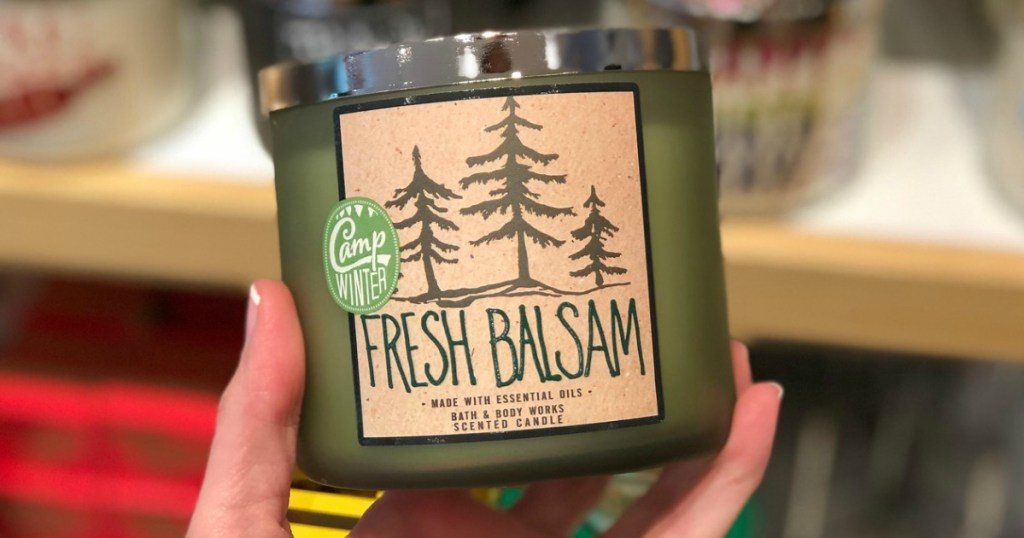 Camp
WINTER
FRESH BALSAM
- MADE WITH ESSENTIAL OILS -
BATH & BODY WORKS
SCENTED CANDLE